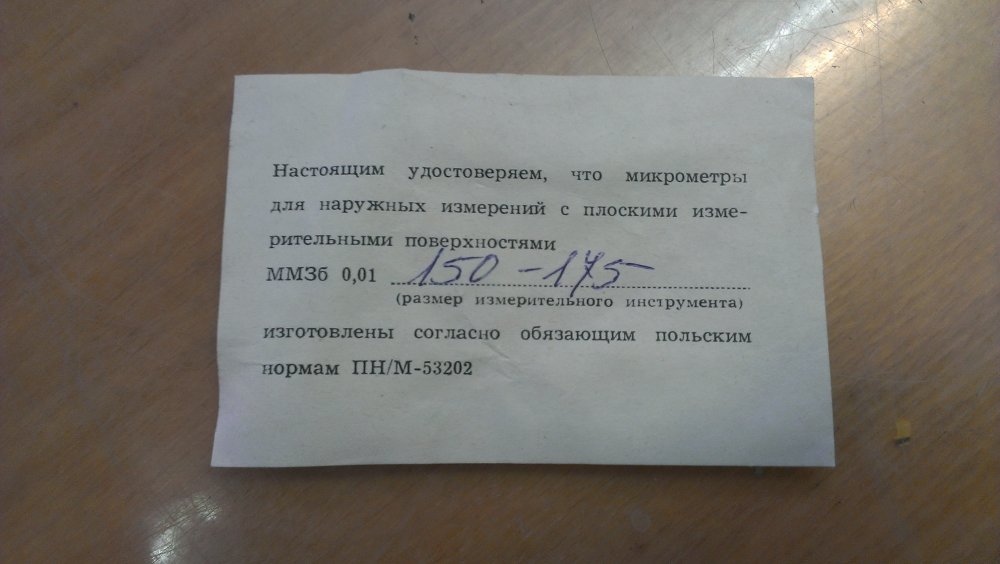 Настоящим удостоверяем, что микрометры
для наружных измерений с плоскими изме-
рительными поверхностями
ММЗб 0,01 150-175
(размер измерительного инструмента)
изготовлены согласно обязающим польским
нормам ПН/М-53202